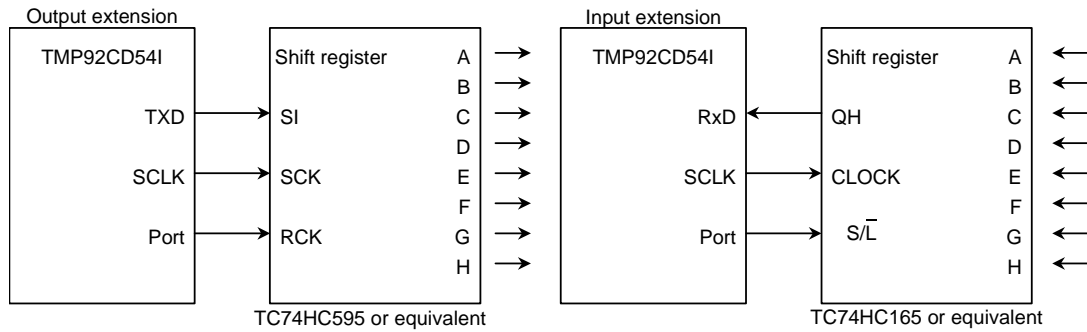 Output extension
TMP92CD54I
TXD
SCLK
Port
Shift register
SI
SCK
RCK
A
B
C
D
E
F
G
H
TC74HC595 or equivalent
Input extension
TMP92CD54I
RxD
SCLK
Port
Shift register
QH
CLOCK
S/L̅
A
B
C
D
E
F
G
H
TC74HC165 or equivalent